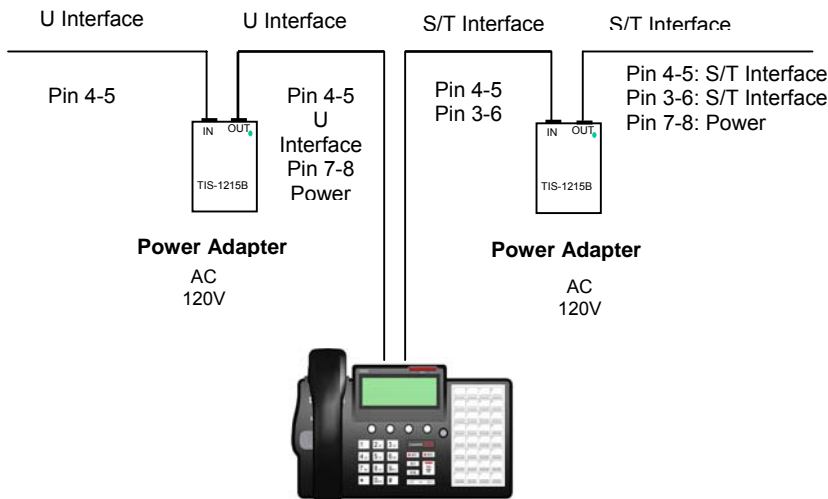 U Interface
U Interface
S/T Interface
S/T Interface
Pin 4-5
Pin 4-5
U
Interface
Pin 7-8
Power
Pin 4-5
Pin 3-6
Pin 4-5: S/T Interface
Pin 3-6: S/T Interface
Pin 7-8: Power
IN OUT
TIS-1215B
IN OUT
TIS-1215B
Power Adapter
AC
120V
Power Adapter
AC
120V